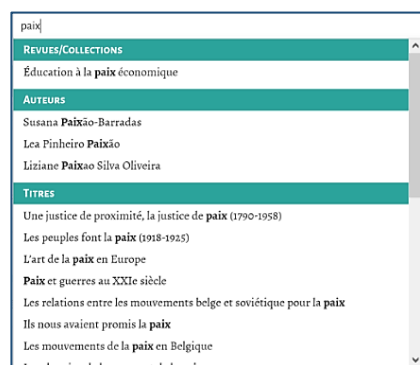 paix
REVUES/COLLECTIONS
Éducation à la paix économique
AUTEURS
Susana Paixão-Barradas
Lea Pinheiro Paixão
Liziane Paixao Silva Oliveira
TITRES
Une justice de proximité, la justice de paix (1790-1958)
Les peuples font la paix (1918-1925)
L'art de la paix en Europe
Paix et guerres au XXIe siècle
Les relations entre les mouvements belge et soviétique pour la paix
Ils nous avaient promis la paix
Les mouvements de la paix en Belgique